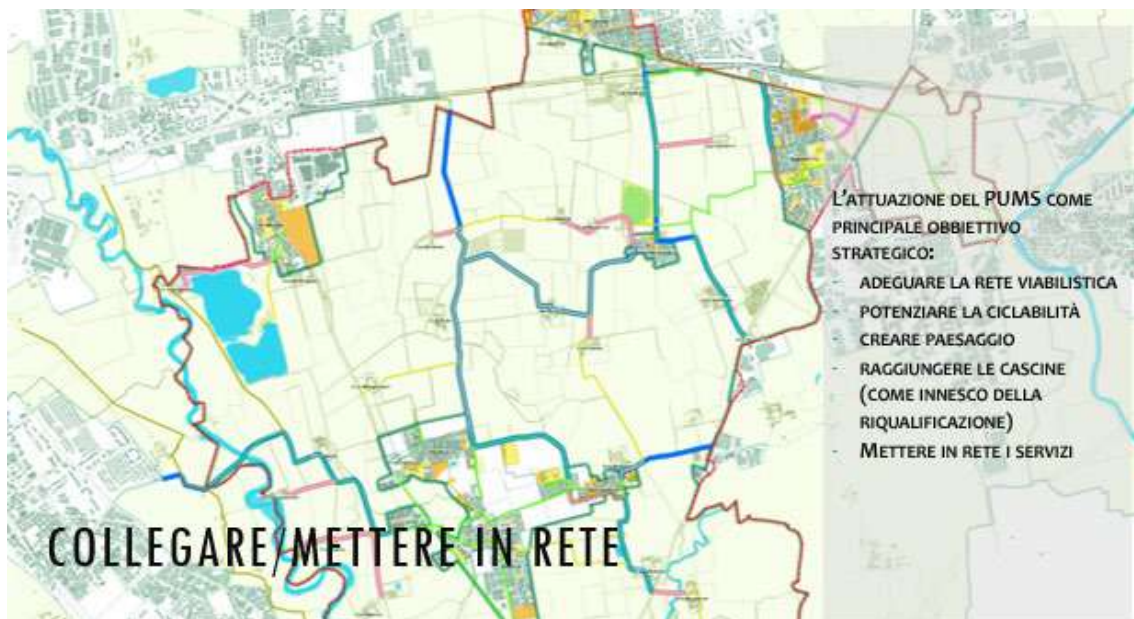 L'ATTUAZIONE DEL PUMS COME
PRINCIPALE OBBIETTIVO
STRATEGICO:
- ADEGUARE LA RETE VIABILISTICA
- POTENZIARE LA CICLABILITÀ
- CREARE PAESAGGIO
- RAGGIUNGERE LE CASCINE
(COME INNESCO DELLA
RIQUALIFICAZIONE)
- METTERE IN RETE I SERVIZI
COLLEGARE/METTERE IN RETE